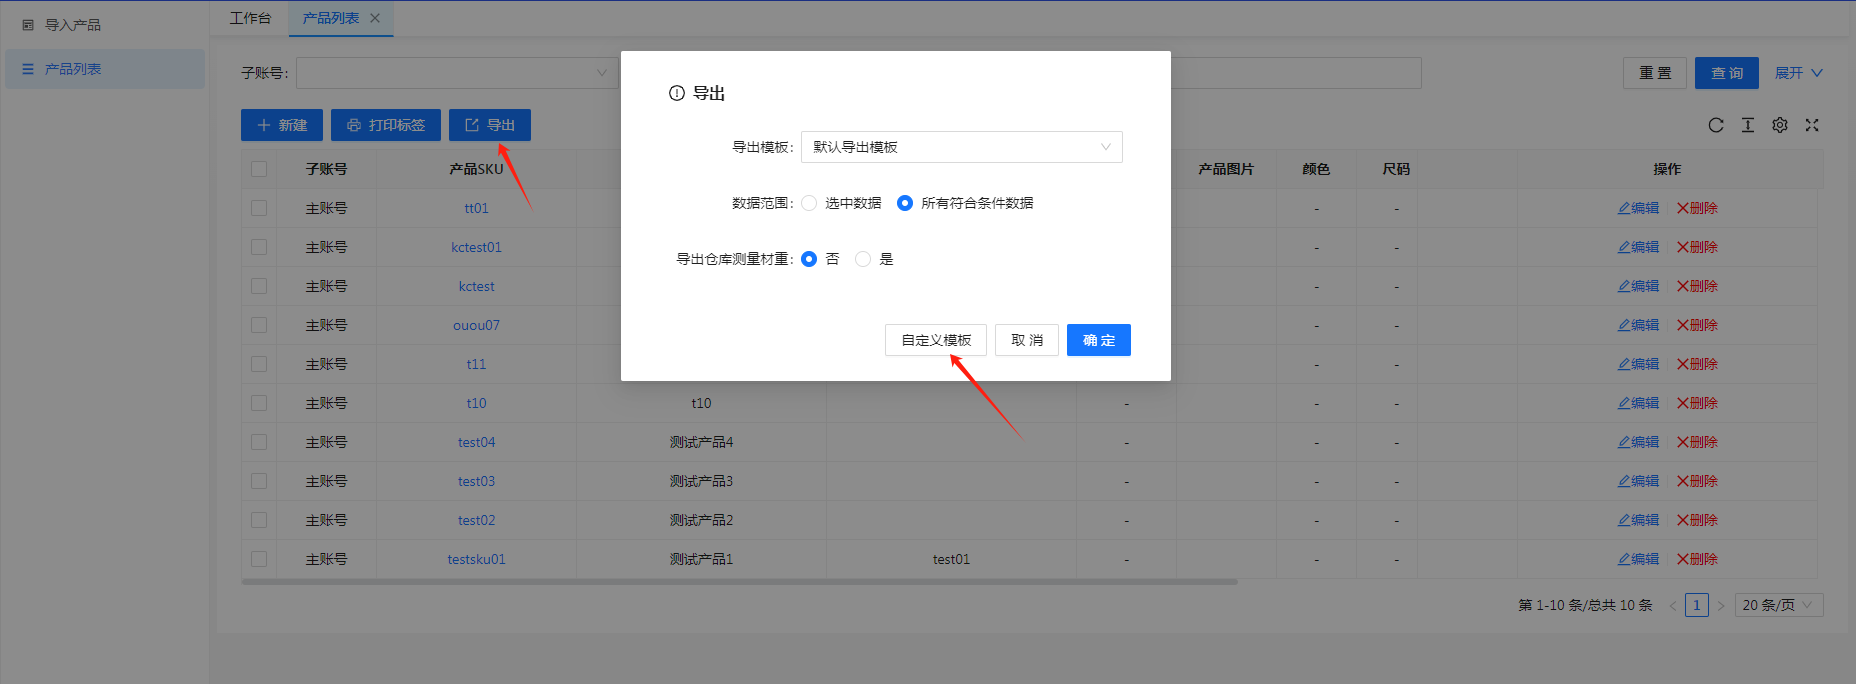 导入产品
产品列表
工作台 产品列表
子账号:
重 置 查 询 展开
新建 打印标签 导出
导出
导出模板: 默认导出模板
数据范围: 选中数据 所有符合条件数据
导出仓库测量材重: 否 是
自定义模板 取 消 确 定
子账号 产品SKU 产品图片 颜色 尺码 操作
主账号 tt01 - - 编辑 删除
主账号 kctest01 - - 编辑 删除
主账号 kctest - - 编辑 删除
主账号 ouou07 - - 编辑 删除
主账号 t11 - - 编辑 删除
主账号 t10 t10 - - - 编辑 删除
主账号 test04 测试产品4 - - - 编辑 删除
主账号 test03 测试产品3 - - - 编辑 删除
主账号 test02 测试产品2 - - - 编辑 删除
主账号 testsku01 测试产品1 test01 - - - 编辑 删除
第 1-10 条/总共 10 条 < 1 > 20 条/页